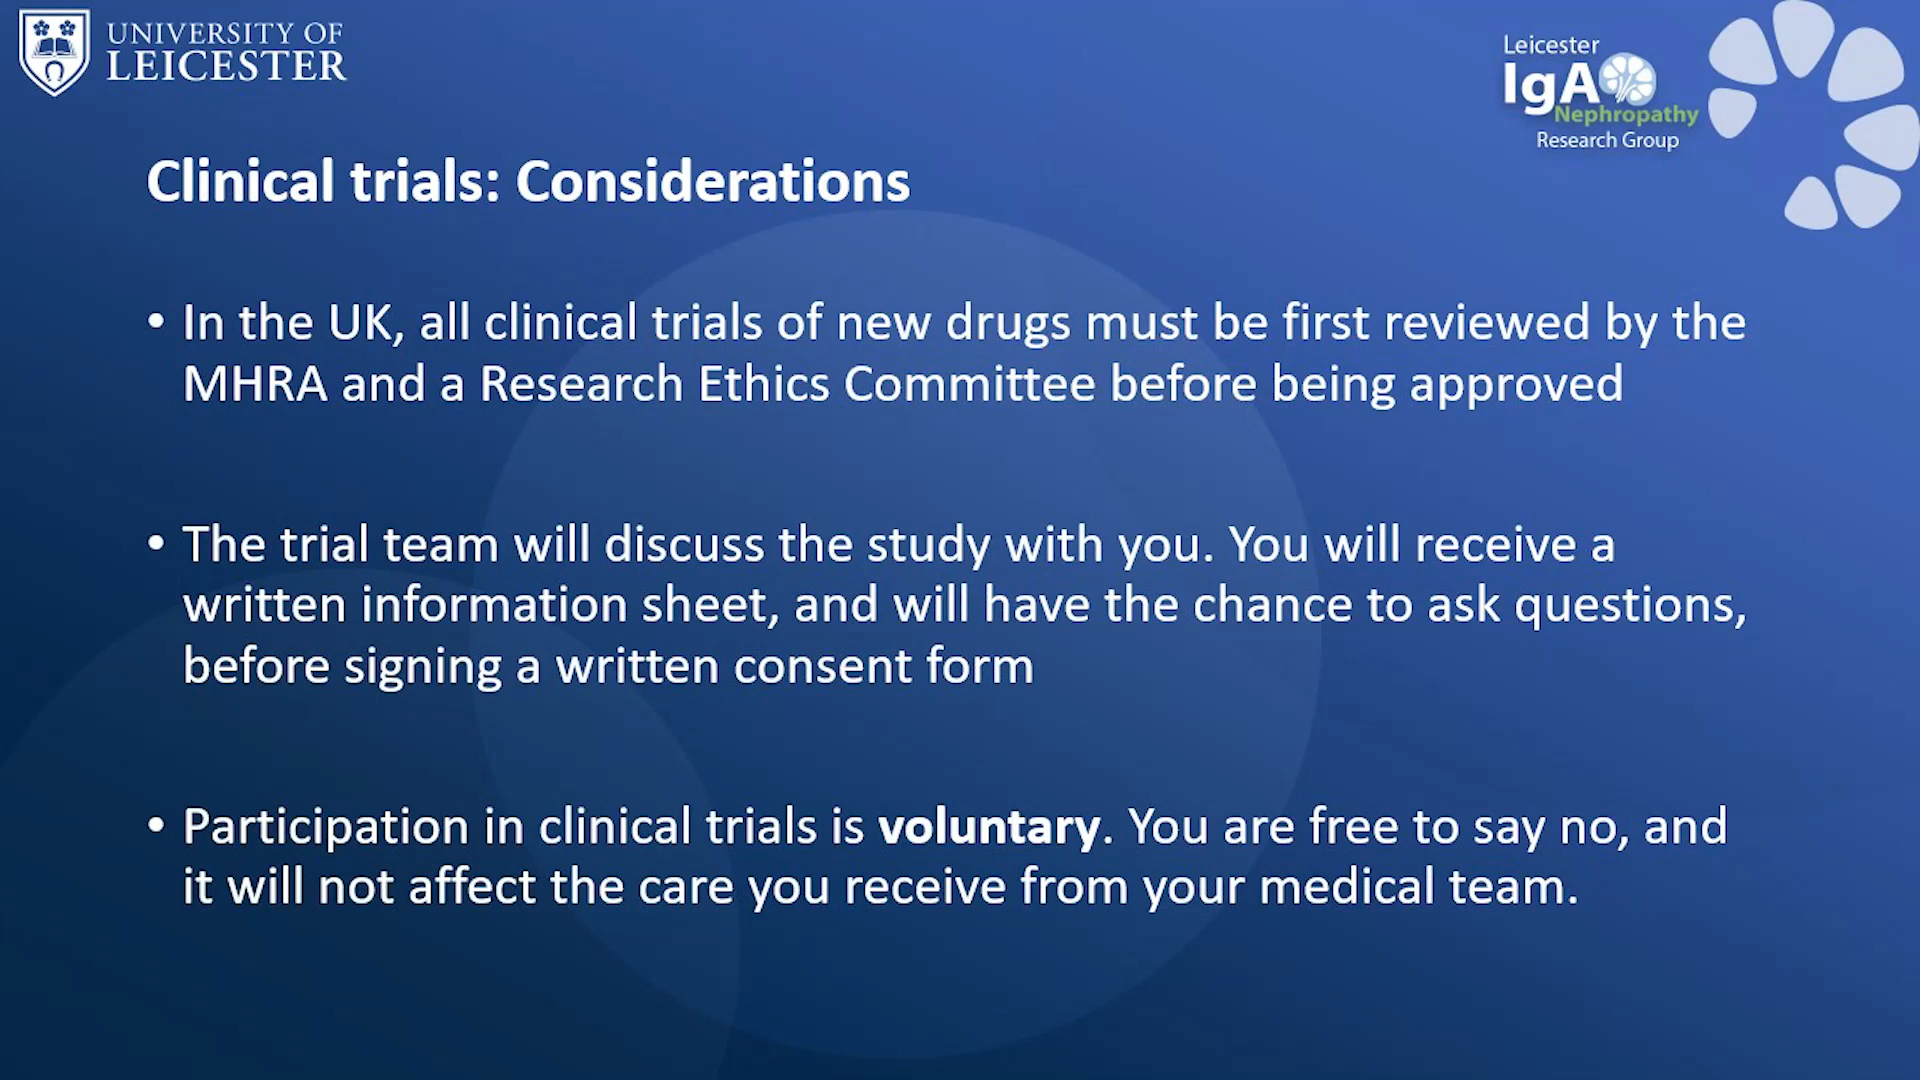 UNIVERSITY OF
LEICESTER
Leicester
IgA
Nephropathy
Research Group
Clinical trials: Considerations
• In the UK, all clinical trials of new drugs must be first reviewed by the
MHRA and a Research Ethics Committee before being approved
• The trial team will discuss the study with you. You will receive a
written information sheet, and will have the chance to ask questions,
before signing a written consent form
• Participation in clinical trials is voluntary. You are free to say no, and
it will not affect the care you receive from your medical team.